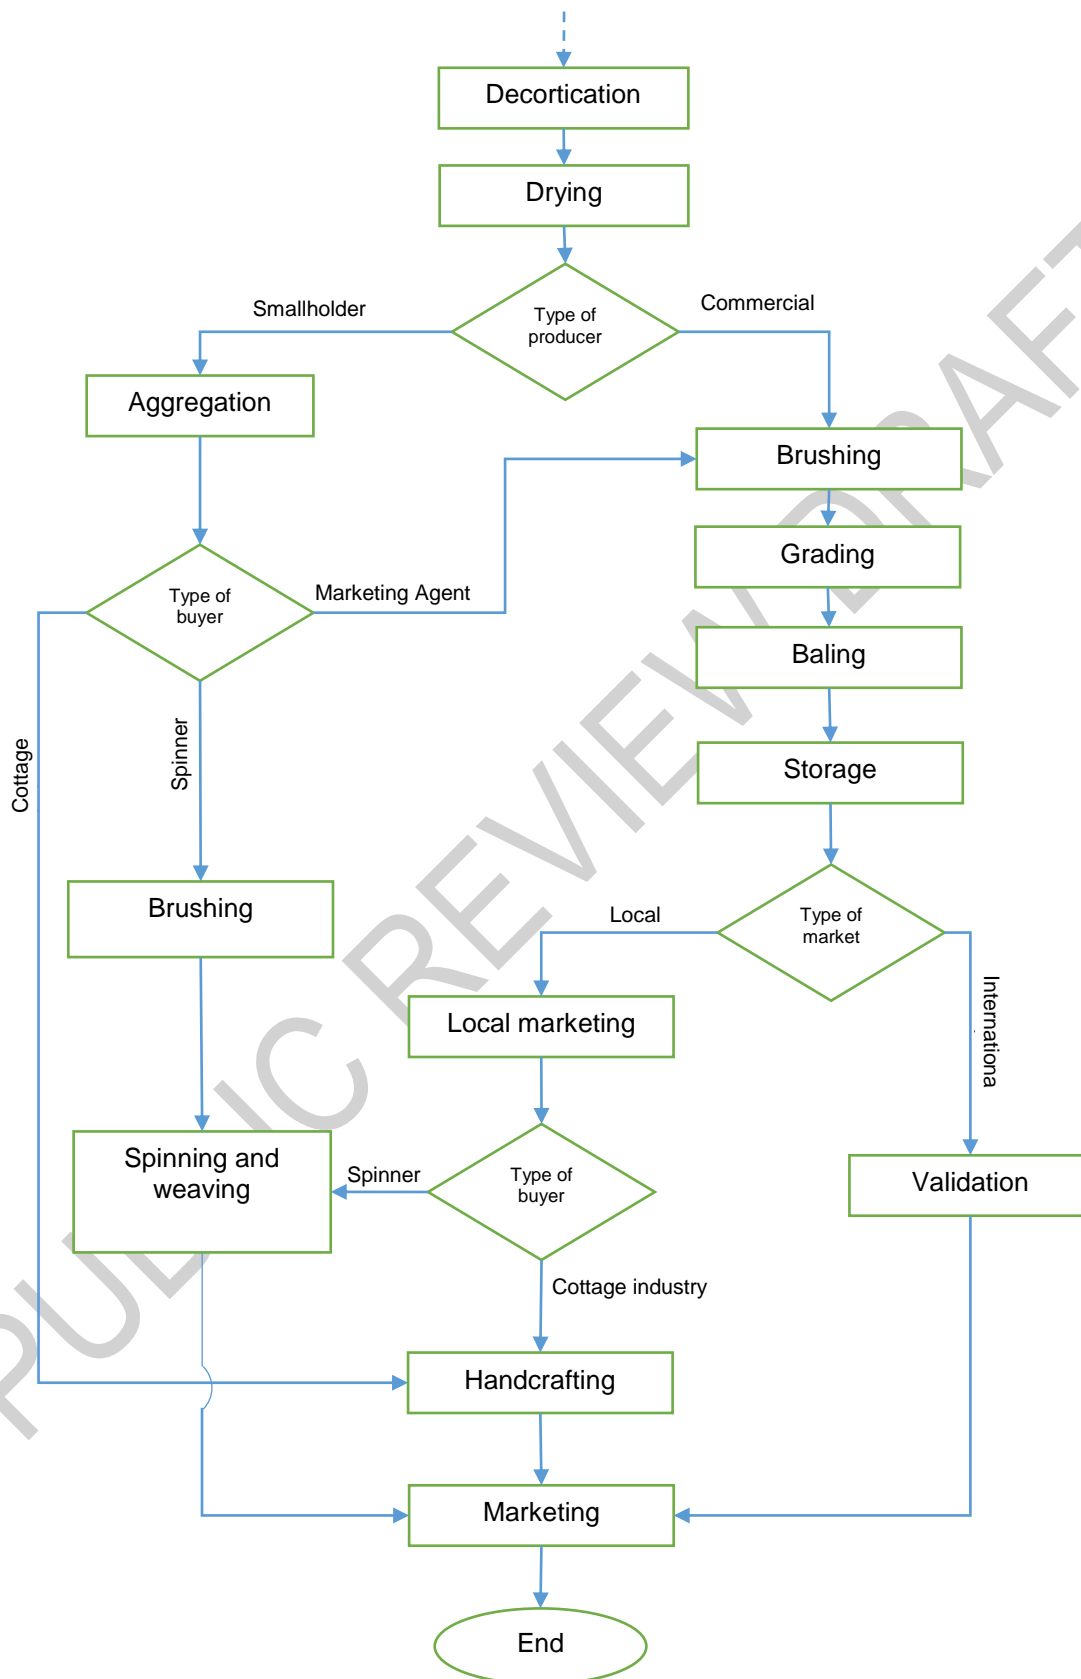 Decortication
Drying
Type of
producer
Smallholder
Commercial
Aggregation
Brushing
Grading
Type of
buyer
Marketing Agent
Baling
Cottage
Spinner
Storage
Brushing
Type of
market
Local
Internationa
Local marketing
Spinning and
weaving
Spinner
Type of
buyer
Validation
Cottage industry
Handcrafting
Marketing
End
PUBLIC REVIEW DRAFT